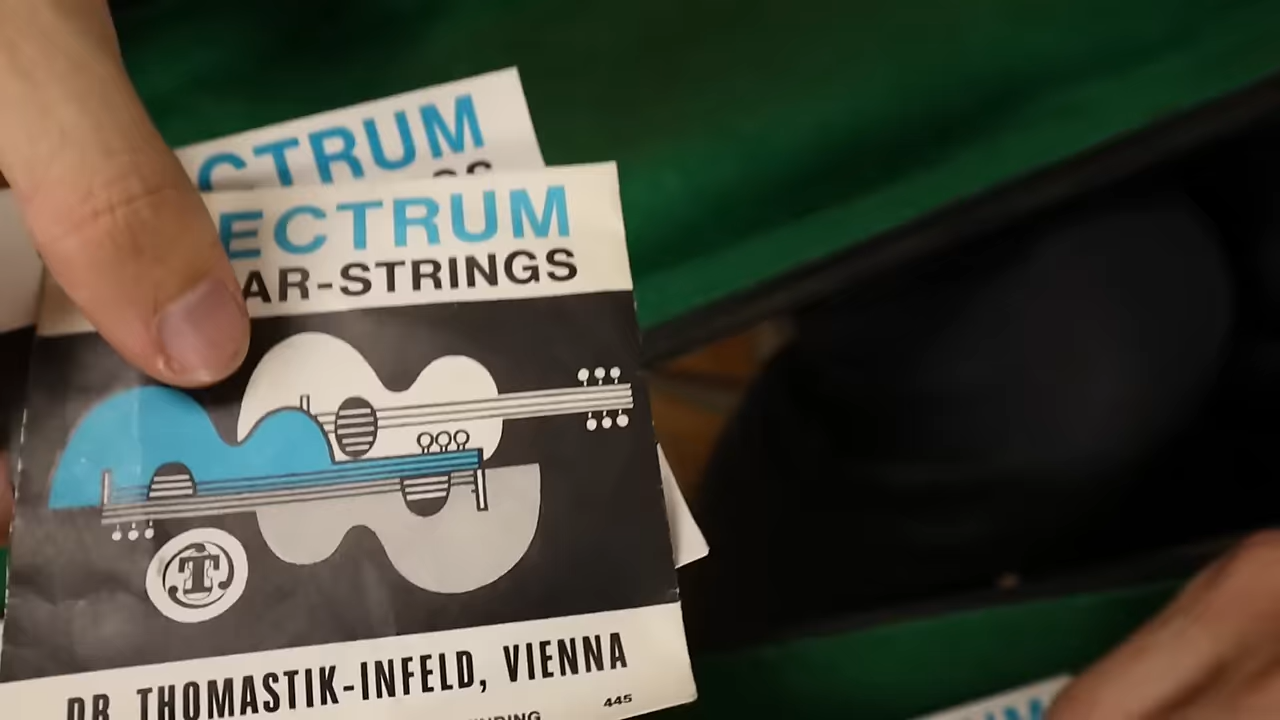 CTRUM
ECTRUM
AR-STRINGS
T
DR. THOMASTIK-INFELD, VIENNA
445